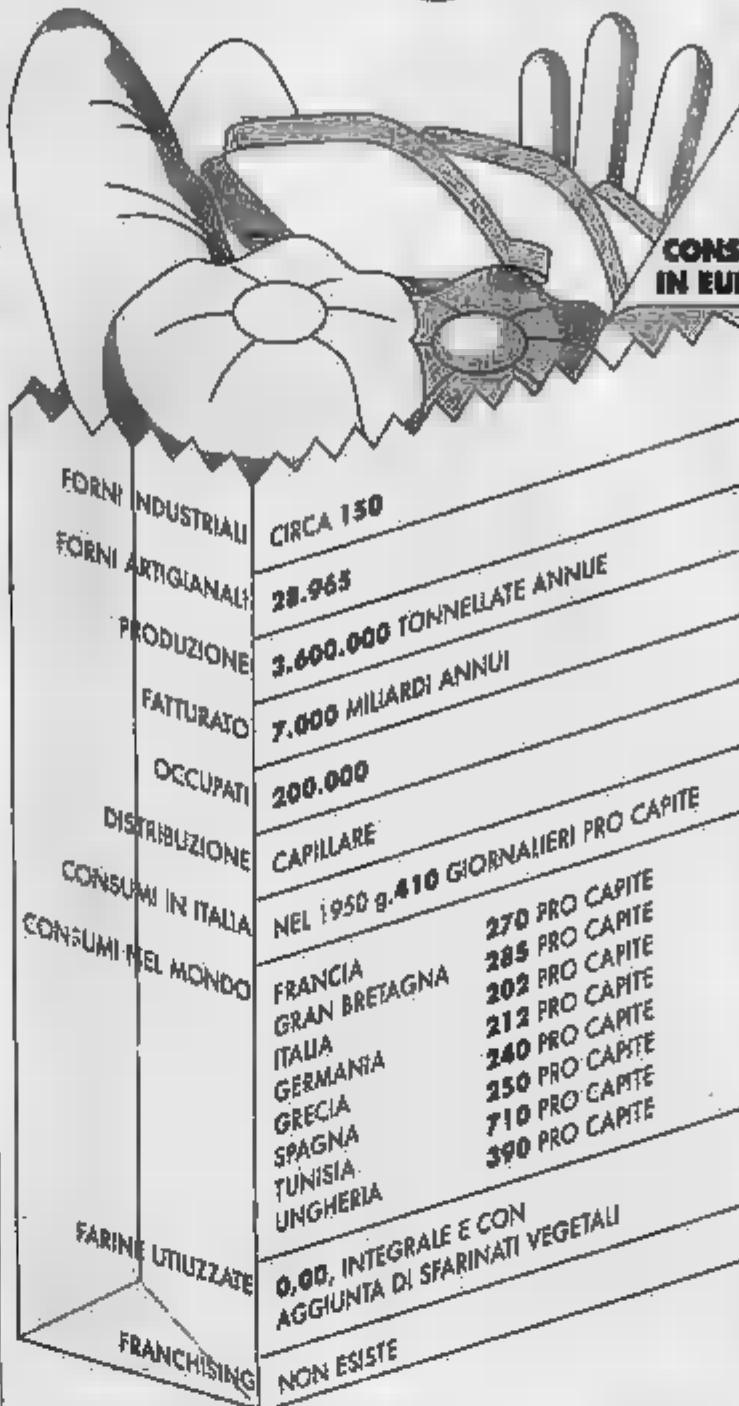 CONS
IN EU
FORNI INDUSTRIALI CIRCA 150
FORNI ARTIGIANALI 28.965
PRODUZIONE 3.600.000 TONNELLATE ANNUE
FATTURATO 7.000 MILIARDI ANNUI
OCCUPATI 200.000
DISTRIBUZIONE CAPILLARE
CONSUMI IN ITALIA NEL 1950 g.410 GIORNALIERI PRO CAPITE
CONSUMI NEL MONDO
FRANCIA 270 PRO CAPITE
GRAN BRETAGNA 285 PRO CAPITE
ITALIA 202 PRO CAPITE
GERMANIA 212 PRO CAPITE
GRECIA 240 PRO CAPITE
SPAGNA 250 PRO CAPITE
TUNISIA 710 PRO CAPITE
UNGHERIA 390 PRO CAPITE
FARINE UTILIZZATE 0,00, INTEGRALE E CON
AGGIUNTA DI SFARINATI VEGETALI
FRANCHISING NON ESISTE